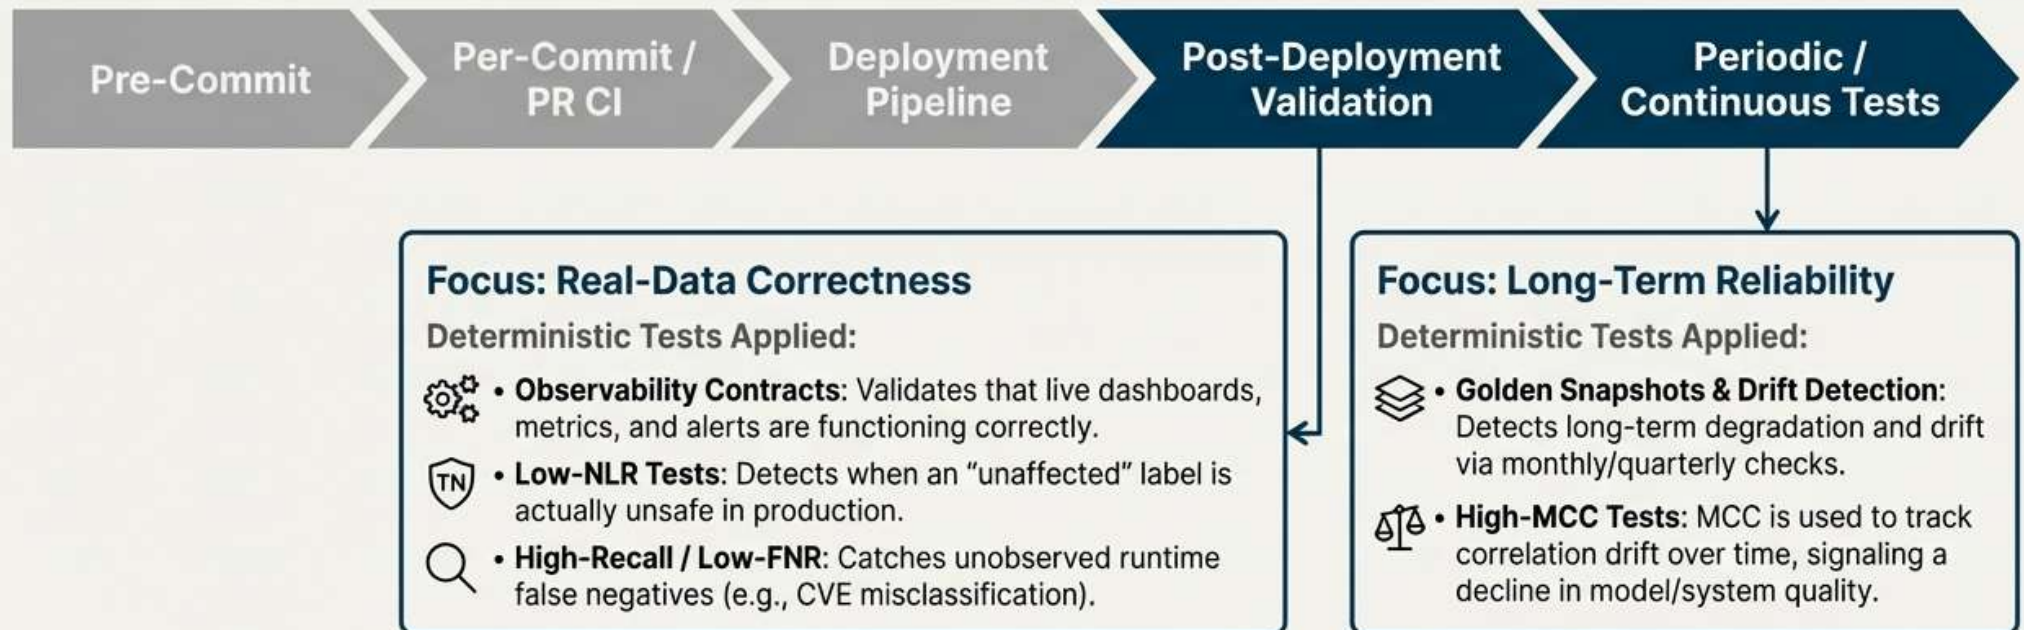 Pre-Commit
Per-Commit /
PR CI
Deployment
Pipeline
Post-Deployment
Validation
Periodic /
Continuous Tests
Focus: Real-Data Correctness
Deterministic Tests Applied:
• Observability Contracts: Validates that live dashboards,
metrics, and alerts are functioning correctly.
TN
• Low-NLR Tests: Detects when an “unaffected” label is
actually unsafe in production.
• High-Recall / Low-FNR: Catches unobserved runtime
false negatives (e.g., CVE misclassification).
Focus: Long-Term Reliability
Deterministic Tests Applied:
• Golden Snapshots & Drift Detection:
Detects long-term degradation and drift
via monthly/quarterly checks.
• High-MCC Tests: MCC is used to track
correlation drift over time, signaling a
decline in model/system quality.